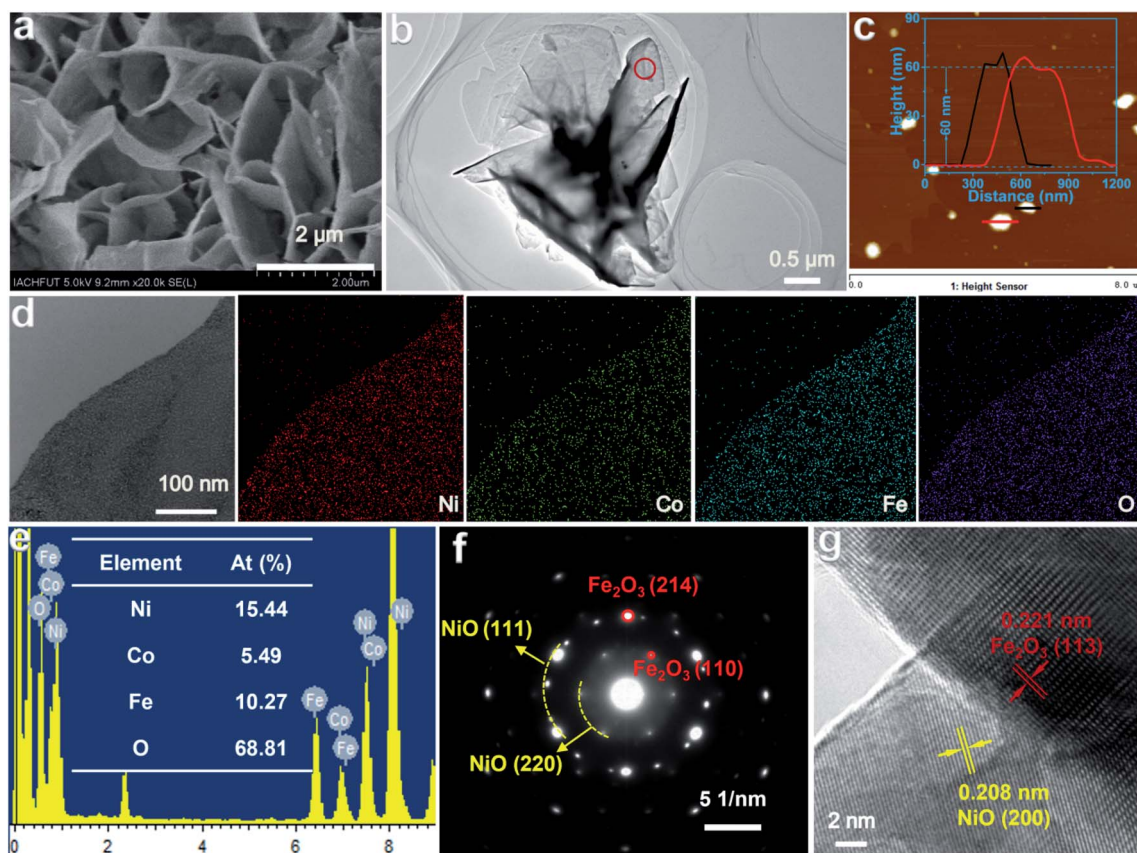 a
2 µm
IACHFUT 5.0kV 9.2mm x20.0k SE(L)
2.00um
b
0.5 µm
c
90
60
30
0
Height (nm)
60 nm
0 300 600 900 1200
Distance (nm)
0.0 1: Height Sensor 8.0
d
100 nm
Ni
Co
Fe
O
e
Element At (%)
Ni 15.44
Co 5.49
Fe 10.27
O 68.81
Fe
Co
O
Ni
Fe
Co
Fe
Ni
Co
Ni
0 2 4 6 8
f
Fe₂O₃ (214)
NiO (111)
Fe₂O₃ (110)
NiO (220)
5 1/nm
g
0.221 nm
Fe₂O₃ (113)
0.208 nm
NiO (200)
2 nm